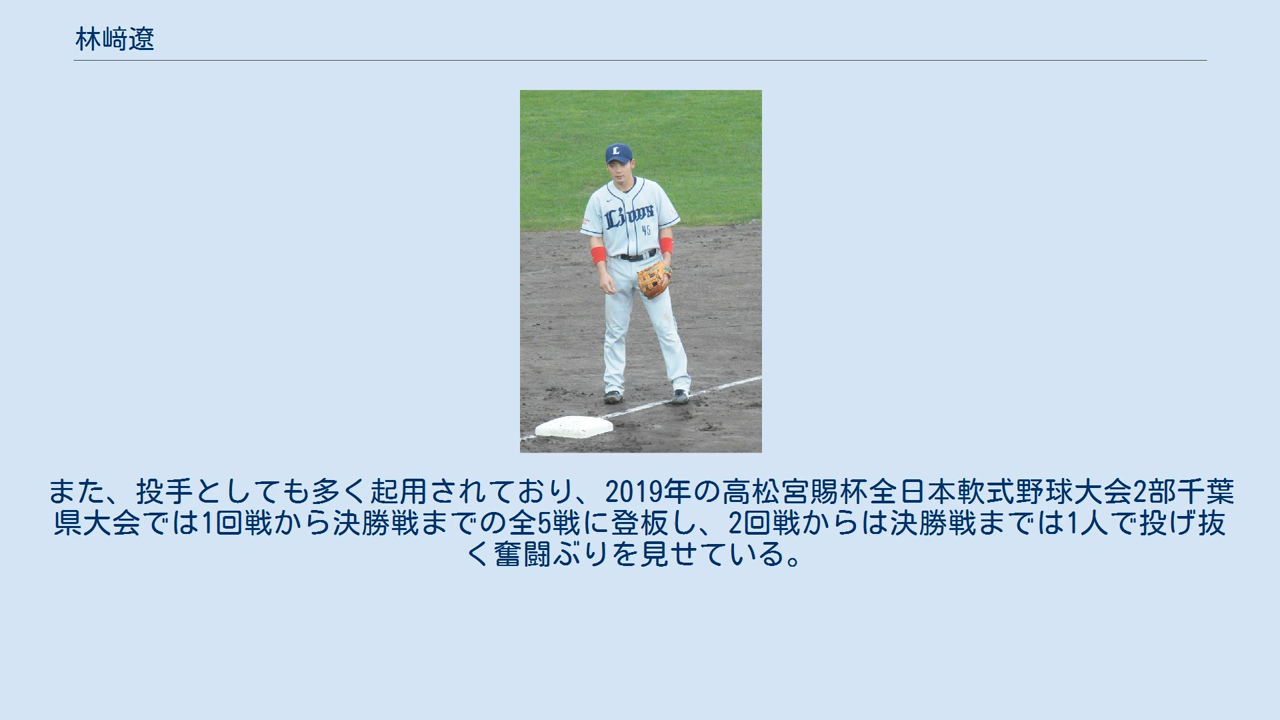 林﨑遼
L
Lions
45
また、投手としても多く起用されており、2019年の高松宮賜杯全日本軟式野球大会2部千葉
県大会では1回戦から決勝戦までの全5戦に登板し、2回戦からは決勝戦までは1人で投げ抜
く奮闘ぶりを見せている。